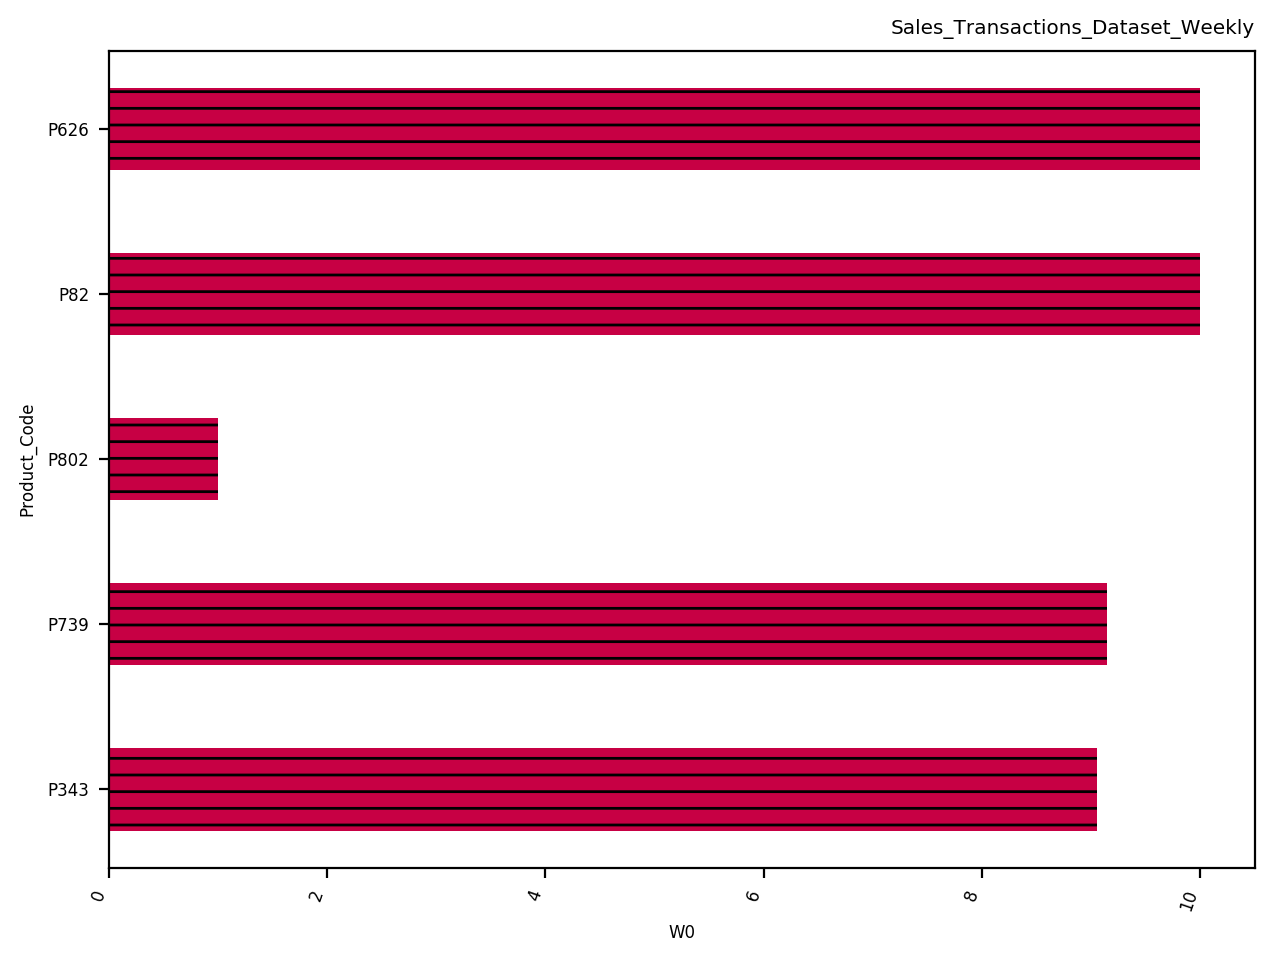 Sales_Transactions_Dataset_Weekly
P626
P82
P802
P739
P343
Product_Code
0 2 4 6 8 10
W0